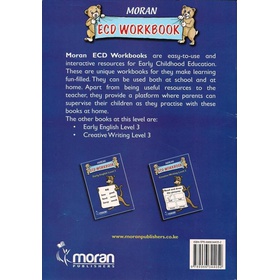 MORAN
ECD WORKBOOK
Moran ECD Workbooks are easy-to-use and
interactive resources for Early Childhood Education.
These are unique workbooks for they make learning
fun-filled. They can be used both at school and at
home. Apart from being useful resources to the
teacher, they provide a platform where parents can
supervise their children as they practise with these
books at home.
The other books at this level are:
• Early English Level 3
• Creative Writing Level 3
ECD WORKBOOK
ECD WORKBOOK
moran
PUBLISHERS
www.moranpublishers.co.ke